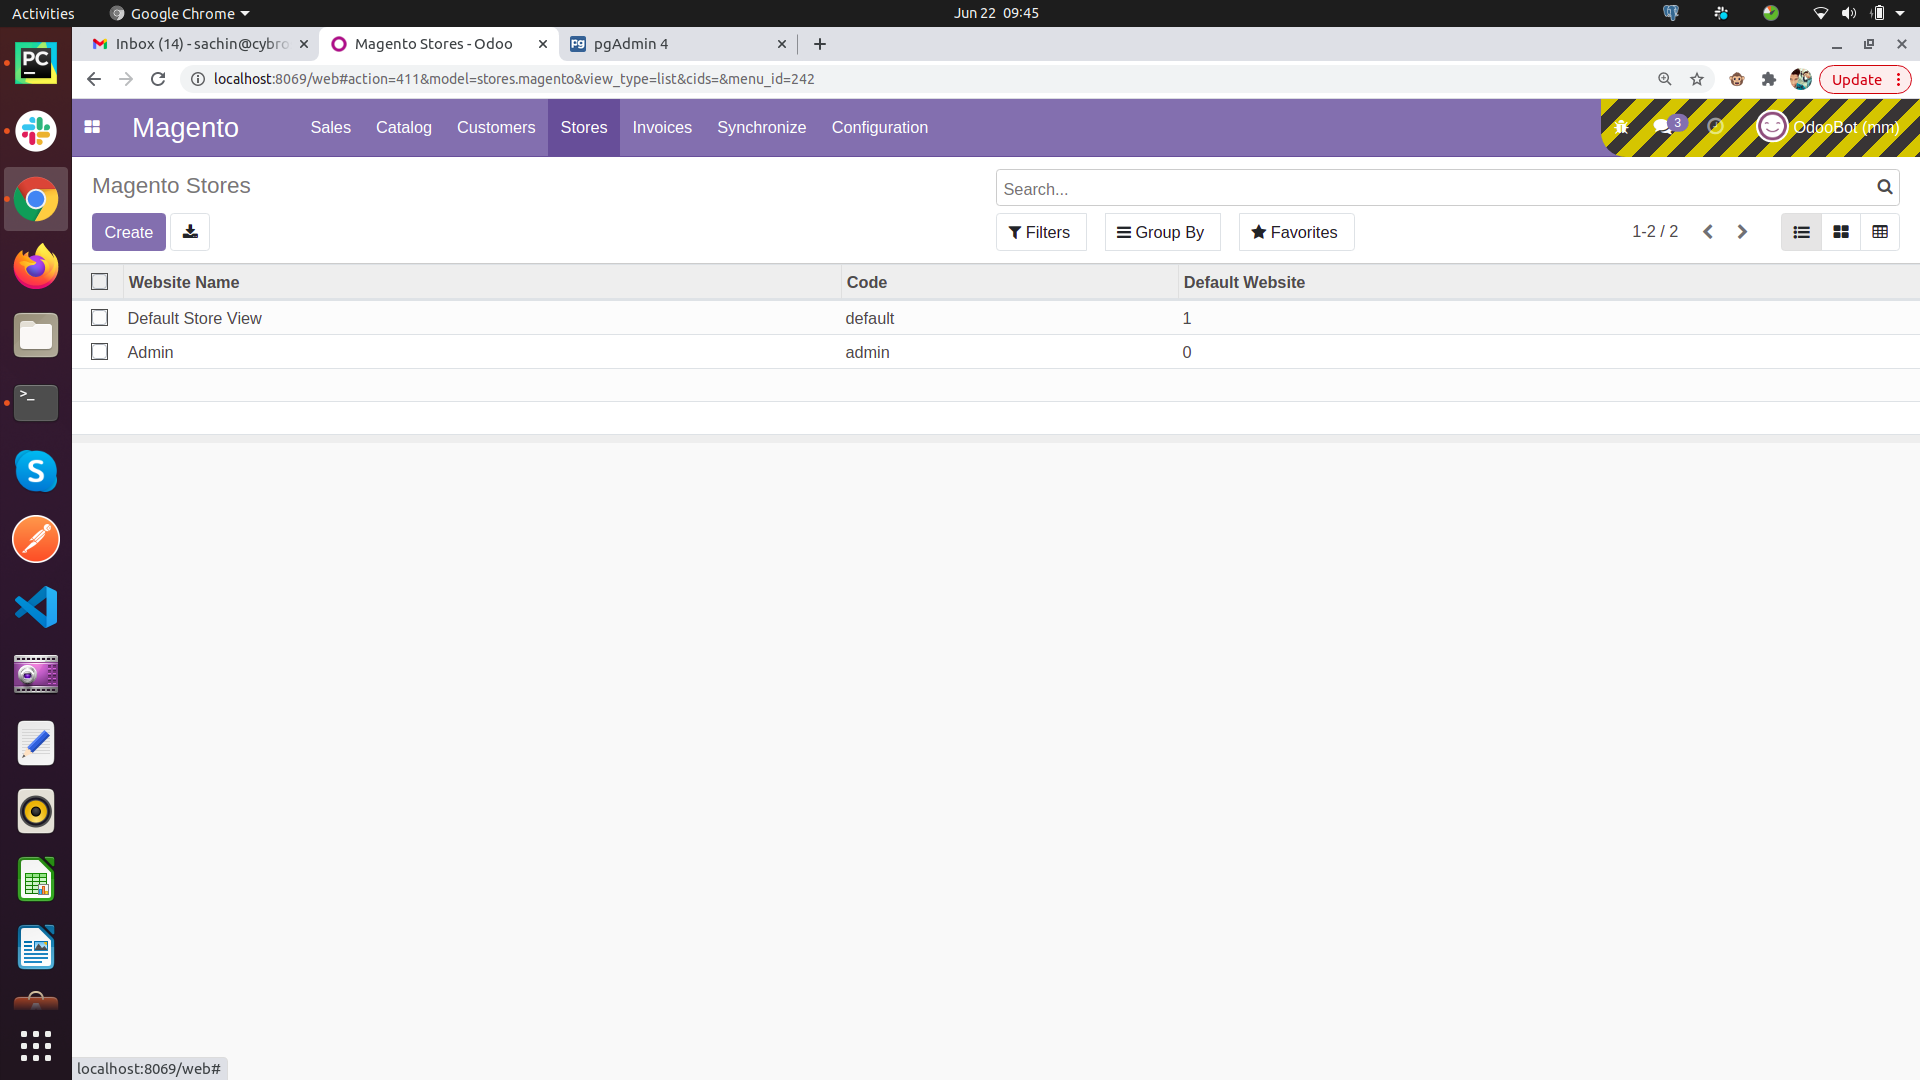 Activities
Google Chrome
Jun 22 09:45
Inbox (14) - sachin@cybro
Magento Stores - Odoo
pgAdmin 4
localhost:8069/web#action=411&model=stores.magento&view_type=list&cids=&menu_id=242
Update
Magento
Sales
Catalog
Customers
Stores
Invoices
Synchronize
Configuration
3
OdooBot (mm)
Magento Stores
Search...
Create
Filters
Group By
Favorites
1-2 / 2
Website Name
Code
Default Website
Default Store View
default
1
Admin
admin
0
localhost:8069/web#